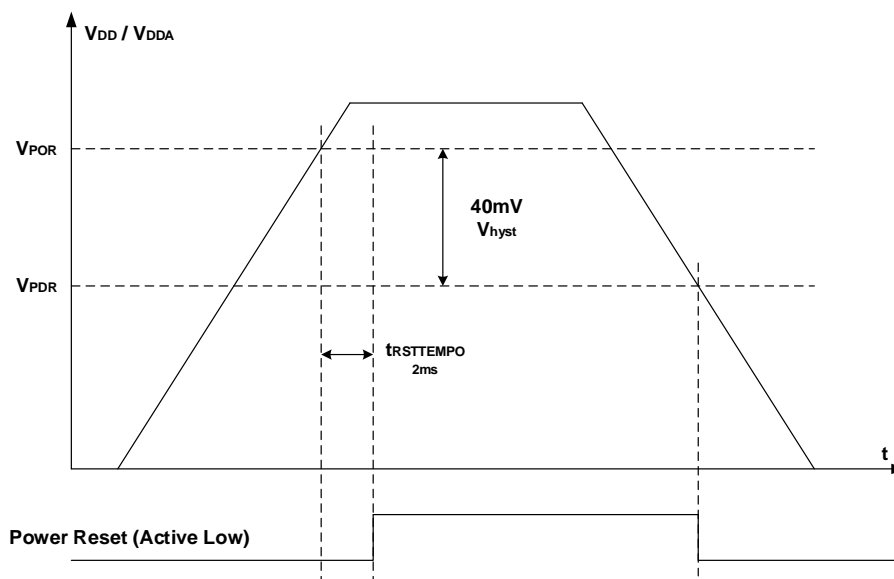 VDD / VDDA
VPOR
40mV
Vhyst
VPDR
tRSTTEMPO
2ms
t
Power Reset (Active Low)